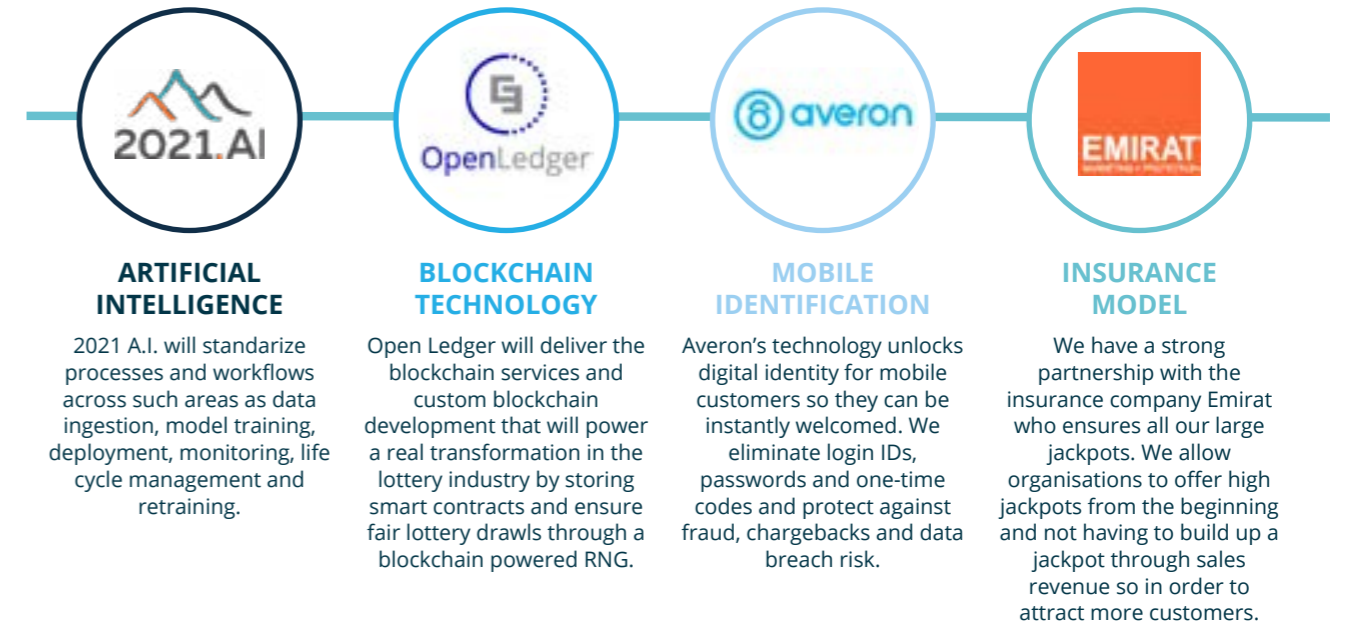 2021.AI
OpenLedger
averon
EMIRAT
MARKETING & PROTECTION
ARTIFICIAL
INTELLIGENCE
2021 A.I. will standarize
processes and workflows
across such areas as data
ingestion, model training,
deployment, monitoring, life
cycle management and
retraining.
BLOCKCHAIN
TECHNOLOGY
Open Ledger will deliver the
blockchain services and
custom blockchain
development that will power
a real transformation in the
lottery industry by storing
smart contracts and ensure
fair lottery drawls through a
blockchain powered RNG.
MOBILE
IDENTIFICATION
Averon’s technology unlocks
digital identity for mobile
customers so they can be
instantly welcomed. We
eliminate login IDs,
passwords and one-time
codes and protect against
fraud, chargebacks and data
breach risk.
INSURANCE
MODEL
We have a strong
partnership with the
insurance company Emirat
who ensures all our large
jackpots. We allow
organisations to offer high
jackpots from the beginning
and not having to build up a
jackpot through sales
revenue so in order to
attract more customers.